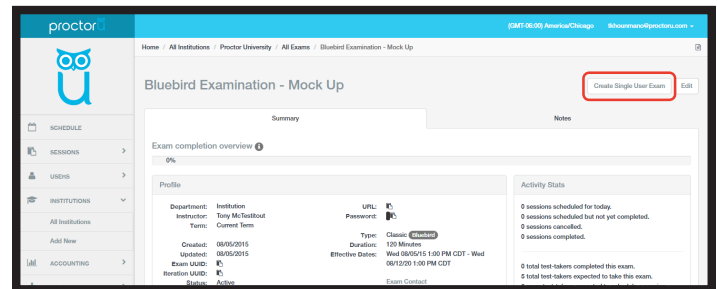 proctoru
(GMT-06:00) America/Chicago tkhounmanc@proctoru.com
Home / All Institutions / Proctor University / All Exams / Bluebird Examination - Mock Up
Bluebird Examination - Mock Up
Create Single User Exam
Edit
Summary
Notes
SCHEDULE
SESSIONS
USERS
INSTITUTIONS
All Institutions
Add New
ACCOUNTING
Exam completion overview
0%
Profile
Department: Institution
Instructor: Tony McTestitout
Term: Current Term
Created: 08/05/2015
Updated: 08/05/2015
Exam UUID:
Iteration UUID:
Status: Active
URL:
Password:
Type: Classic Bluebird
Duration: 120 Minutes
Effective Dates: Wed 08/05/15 1:00 PM CDT - Wed
08/12/20 1:00 PM CDT
Exam Contact
Activity Stats
0 sessions scheduled for today.
0 sessions scheduled but not yet completed.
0 sessions cancelled.
0 sessions completed.
0 total test-takers completed this exam.
5 total test-takers expected to take this exam.